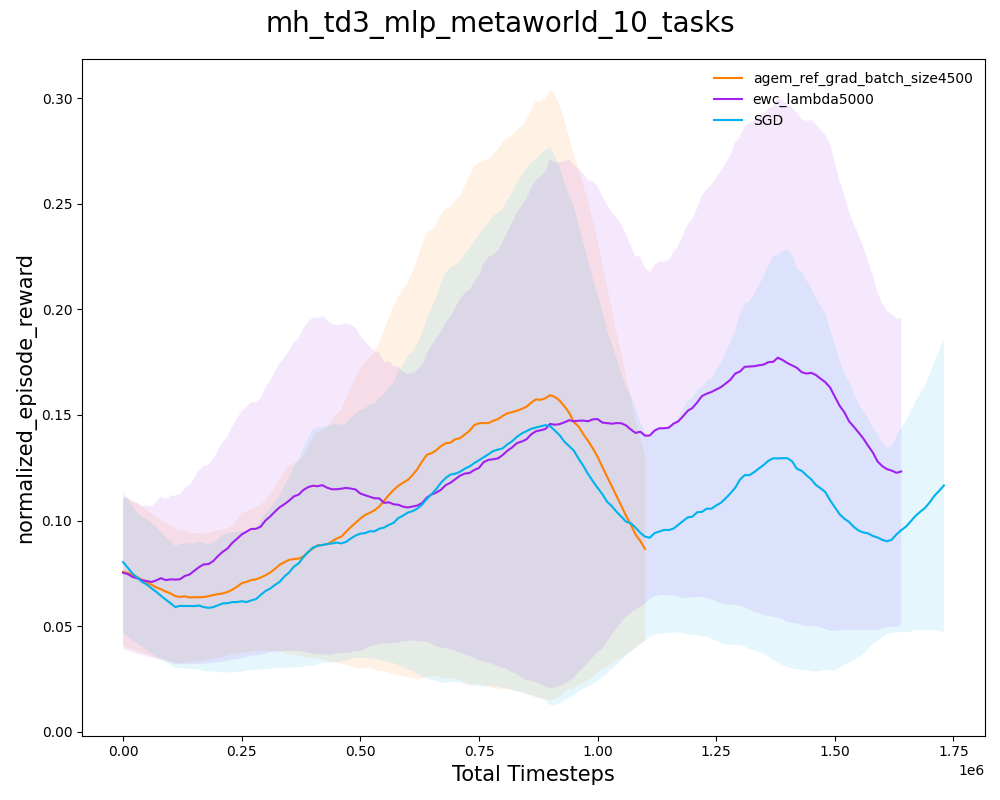 mh_td3_mlp_metaworld_10_tasks
agem_ref_grad_batch_size4500
ewc_lambda5000
SGD
normalized_episode_reward
0.30
0.25
0.20
0.15
0.10
0.05
0.00
0.00 0.25 0.50 0.75 1.00 1.25 1.50 1.75
1e6
Total Timesteps